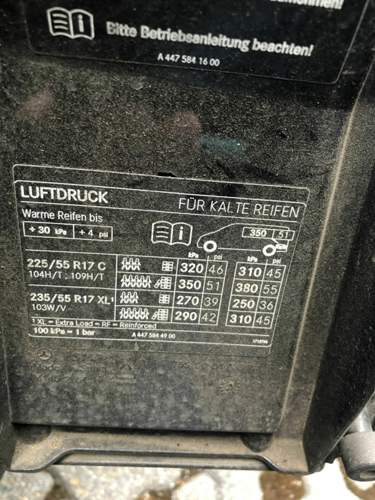 Bitte Betriebsanleitung beachten!
A 447 584 16 00
LUFTDRUCK FÜR KALTE REIFEN
Warme Reifen bis
+ 30 kPa + 4 psi
350 51
kPa psi kPa psi
225/55 R17 C 320 46 310 45
104H/T ; 109H/T 350 51 380 55
235/55 R17 XL¹ 270 39 250 36
103W/V 290 42 310 45
1 XL = Extra Load = RF = Reinforced
100 kPa = 1 bar A 447 584 49 00